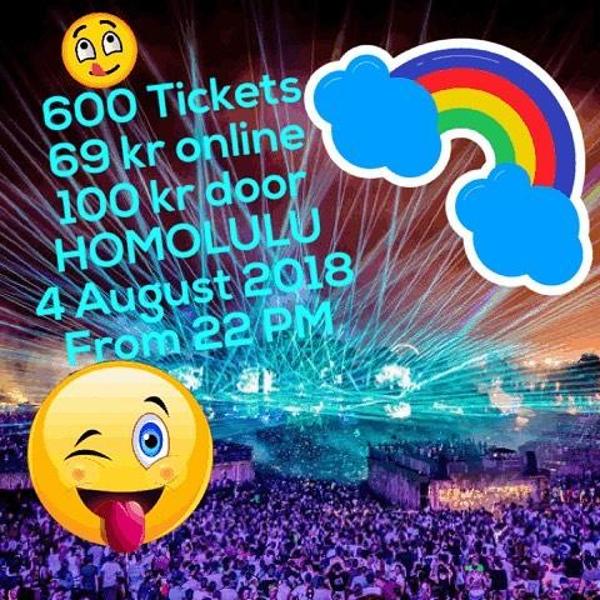 600 Tickets
69 kr online
100 kr door
HOMOLULU
4 August 2018
From 22 PM